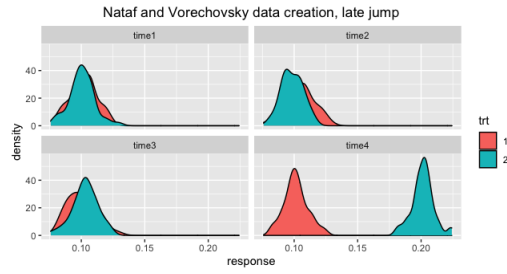 Nataf and Vorechovsky data creation, late jump
time1 time2
40
20
0
time3 time4
40
20
0
0.10 0.15 0.20 0.10 0.15 0.20
density
response
trt
1
2